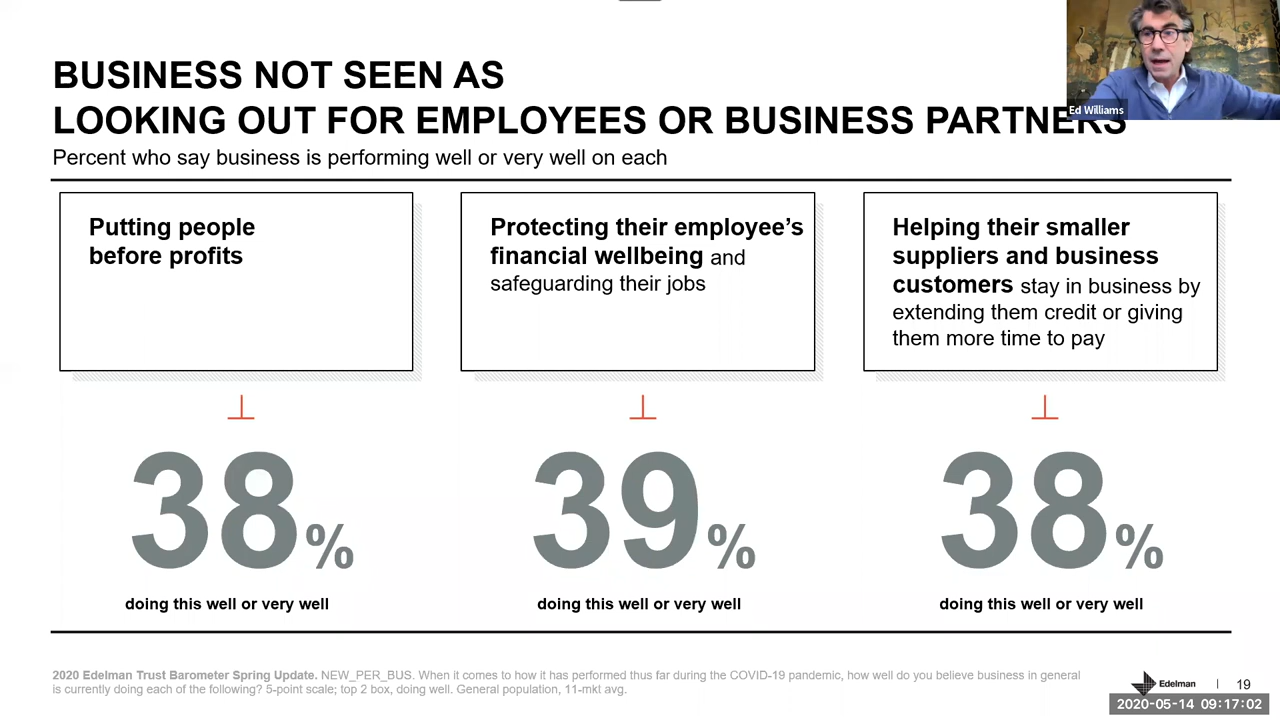 BUSINESS NOT SEEN AS
LOOKING OUT FOR EMPLOYEES OR BUSINESS PARTNERS
Ed Williams
Percent who say business is performing well or very well on each
Putting people
before profits
Protecting their employee’s
financial wellbeing and
safeguarding their jobs
Helping their smaller
suppliers and business
customers stay in business by
extending them credit or giving
them more time to pay
38%
39%
38%
doing this well or very well
doing this well or very well
doing this well or very well
2020 Edelman Trust Barometer Spring Update. NEW_PER_BUS. When it comes to how it has performed thus far during the COVID-19 pandemic, how well do you believe business in general
is currently doing each of the following? 5-point scale; top 2 box, doing well. General population, 11-mkt avg.
Edelman | 19
2020-05-14 09:17:02